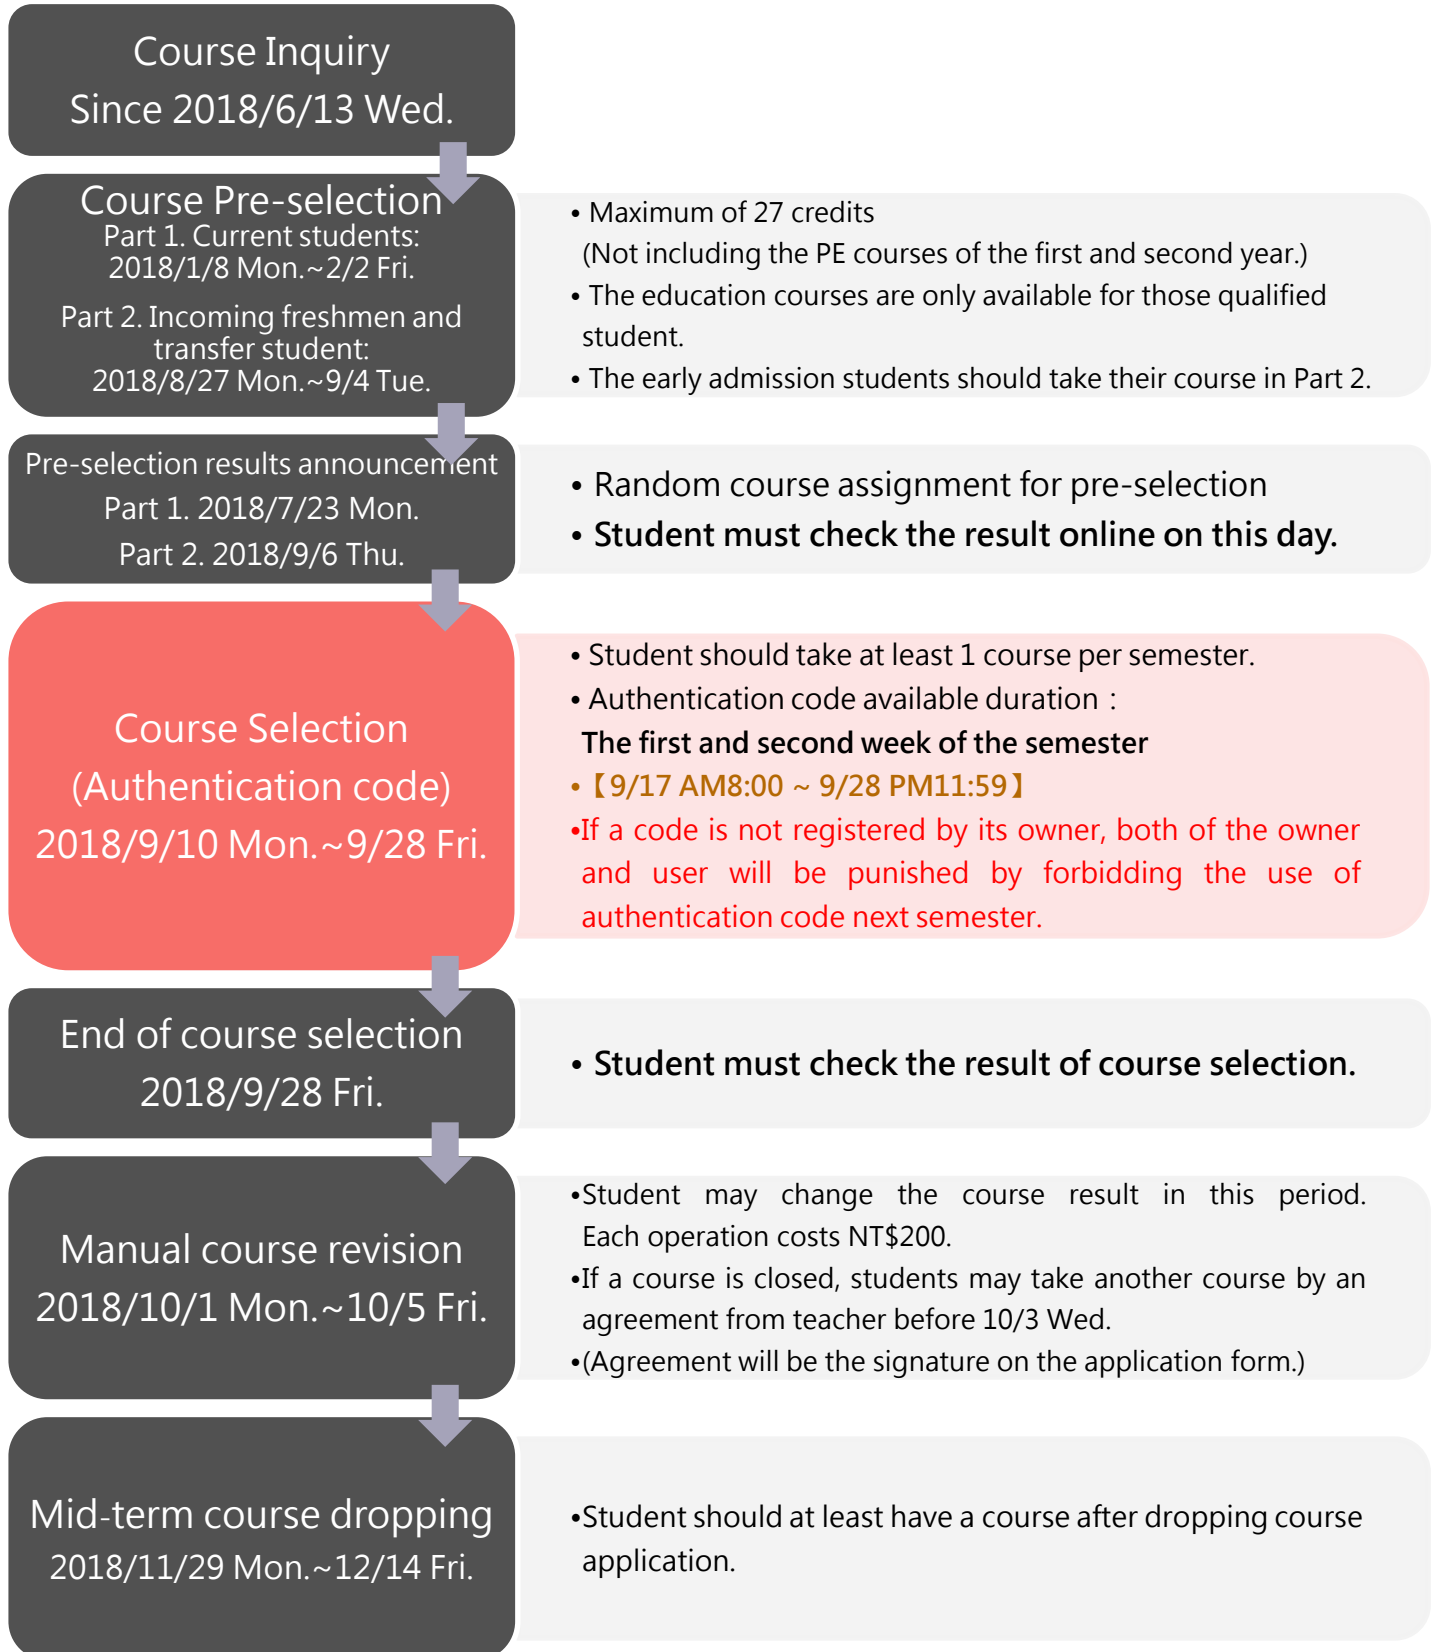 Course Inquiry
Since 2018/6/13 Wed.
Course Pre-selection
Part 1. Current students:
2018/1/8 Mon.~2/2 Fri.
Part 2. Incoming freshmen and
transfer student:
2018/8/27 Mon.~9/4 Tue.
• Maximum of 27 credits
(Not including the PE courses of the first and second year.)
• The education courses are only available for those qualified
student.
• The early admission students should take their course in Part 2.
Pre-selection results announcement
Part 1. 2018/7/23 Mon.
Part 2. 2018/9/6 Thu.
• Random course assignment for pre-selection
• Student must check the result online on this day.
Course Selection
(Authentication code)
2018/9/10 Mon.~9/28 Fri.
• Student should take at least 1 course per semester.
• Authentication code available duration：
The first and second week of the semester
•【9/17 AM8:00 ~ 9/28 PM11:59】
•If a code is not registered by its owner, both of the owner
and user will be punished by forbidding the use of
authentication code next semester.
End of course selection
2018/9/28 Fri.
• Student must check the result of course selection.
Manual course revision
2018/10/1 Mon.~10/5 Fri.
•Student may change the course result in this period.
Each operation costs NT$200.
•If a course is closed, students may take another course by an
agreement from teacher before 10/3 Wed.
•(Agreement will be the signature on the application form.)
Mid-term course dropping
2018/11/29 Mon.~12/14 Fri.
•Student should at least have a course after dropping course
application.